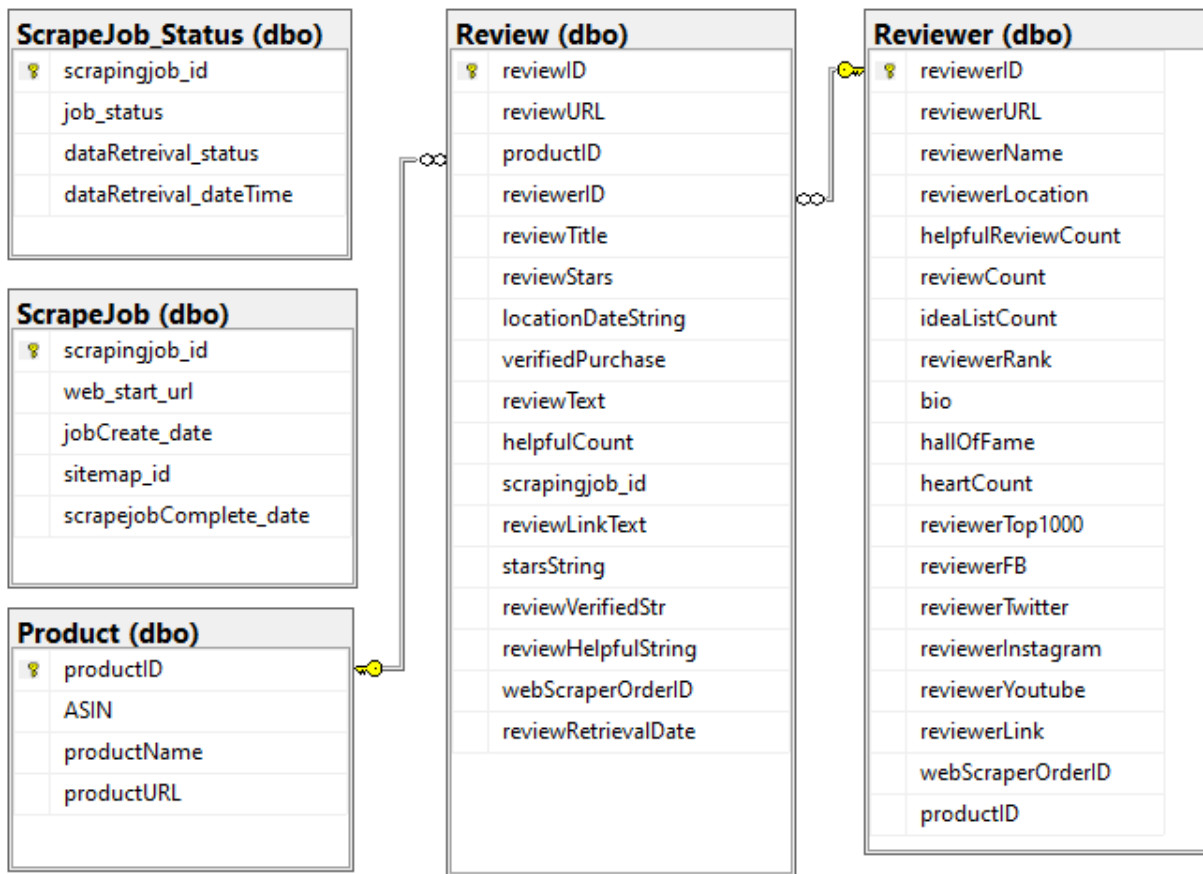 ScrapeJob_Status (dbo)
scrapingjob_id
job_status
dataRetreival_status
dataRetreival_dateTime
ScrapeJob (dbo)
scrapingjob_id
web_start_url
jobCreate_date
sitemap_id
scrapejobComplete_date
Product (dbo)
productID
ASIN
productName
productURL
Review (dbo)
reviewID
reviewURL
productID
reviewerID
reviewTitle
reviewStars
locationDateString
verifiedPurchase
reviewText
helpfulCount
scrapingjob_id
reviewLinkText
starsString
reviewVerifiedStr
reviewHelpfulString
webScraperOrderID
reviewRetrievalDate
Reviewer (dbo)
reviewerID
reviewerURL
reviewerName
reviewerLocation
helpfulReviewCount
reviewCount
ideaListCount
reviewerRank
bio
hallOfFame
heartCount
reviewerTop1000
reviewerFB
reviewerTwitter
reviewerInstagram
reviewerYoutube
reviewerLink
webScraperOrderID
productID